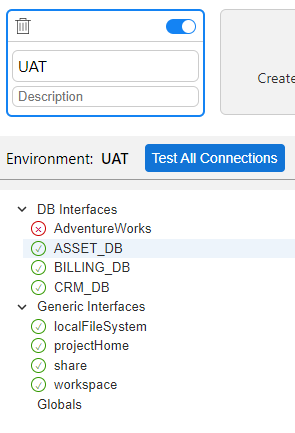 UAT
Description
Create
Environment: UAT
Test All Connections
DB Interfaces
AdventureWorks
ASSET_DB
BILLING_DB
CRM_DB
Generic Interfaces
localFileSystem
projectHome
share
workspace
Globals